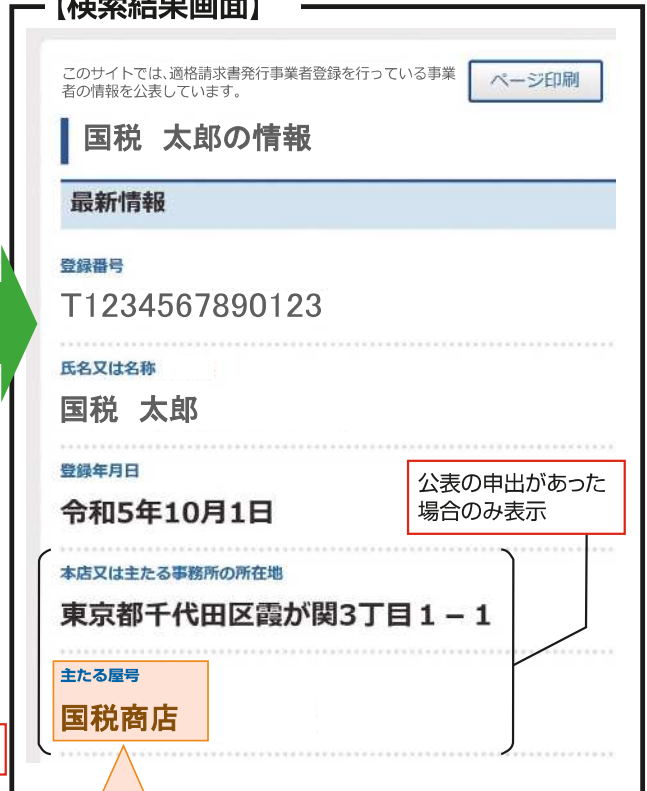 【検索結果画面】
このサイトでは、適格請求書発行事業者登録を行っている事業
者の情報を公表しています。
ページ印刷
国税 太郎の情報
最新情報
登録番号
T1234567890123
氏名又は名称
国税 太郎
登録年月日
令和5年10月1日
公表の申出があった
場合のみ表示
本店又は主たる事務所の所在地
東京都千代田区霞が関3丁目1－1
主たる屋号
国税商店